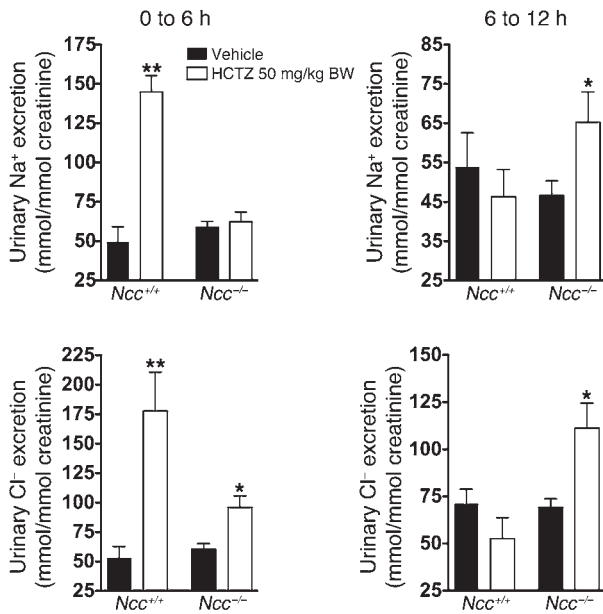 0 to 6 h
6 to 12 h
Urinary Na⁺ excretion
(mmol/mmol creatinine)
175
150
125
100
75
50
25
**
Vehicle
HCTZ 50 mg/kg BW
Ncc⁺/⁺
Ncc⁻/⁻
Urinary Na⁺ excretion
(mmol/mmol creatinine)
85
75
65
55
45
35
25
*
Ncc⁺/⁺
Ncc⁻/⁻
Urinary Cl⁻ excretion
(mmol/mmol creatinine)
225
200
175
150
125
100
75
50
25
**
*
Ncc⁺/⁺
Ncc⁻/⁻
Urinary Cl⁻ excretion
(mmol/mmol creatinine)
150
125
100
75
50
25
*
Ncc⁺/⁺
Ncc⁻/⁻